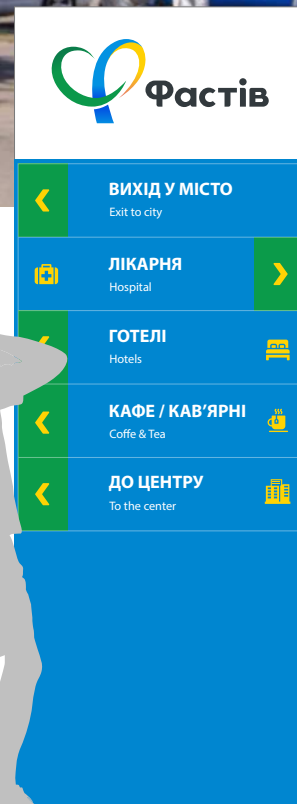 Фастів
ВИХІД У МІСТО
Exit to city
ЛІКАРНЯ
Hospital
ГОТЕЛІ
Hotels
КАФЕ / КАВ'ЯРНІ
Coffe & Tea
ДО ЦЕНТРУ
To the center